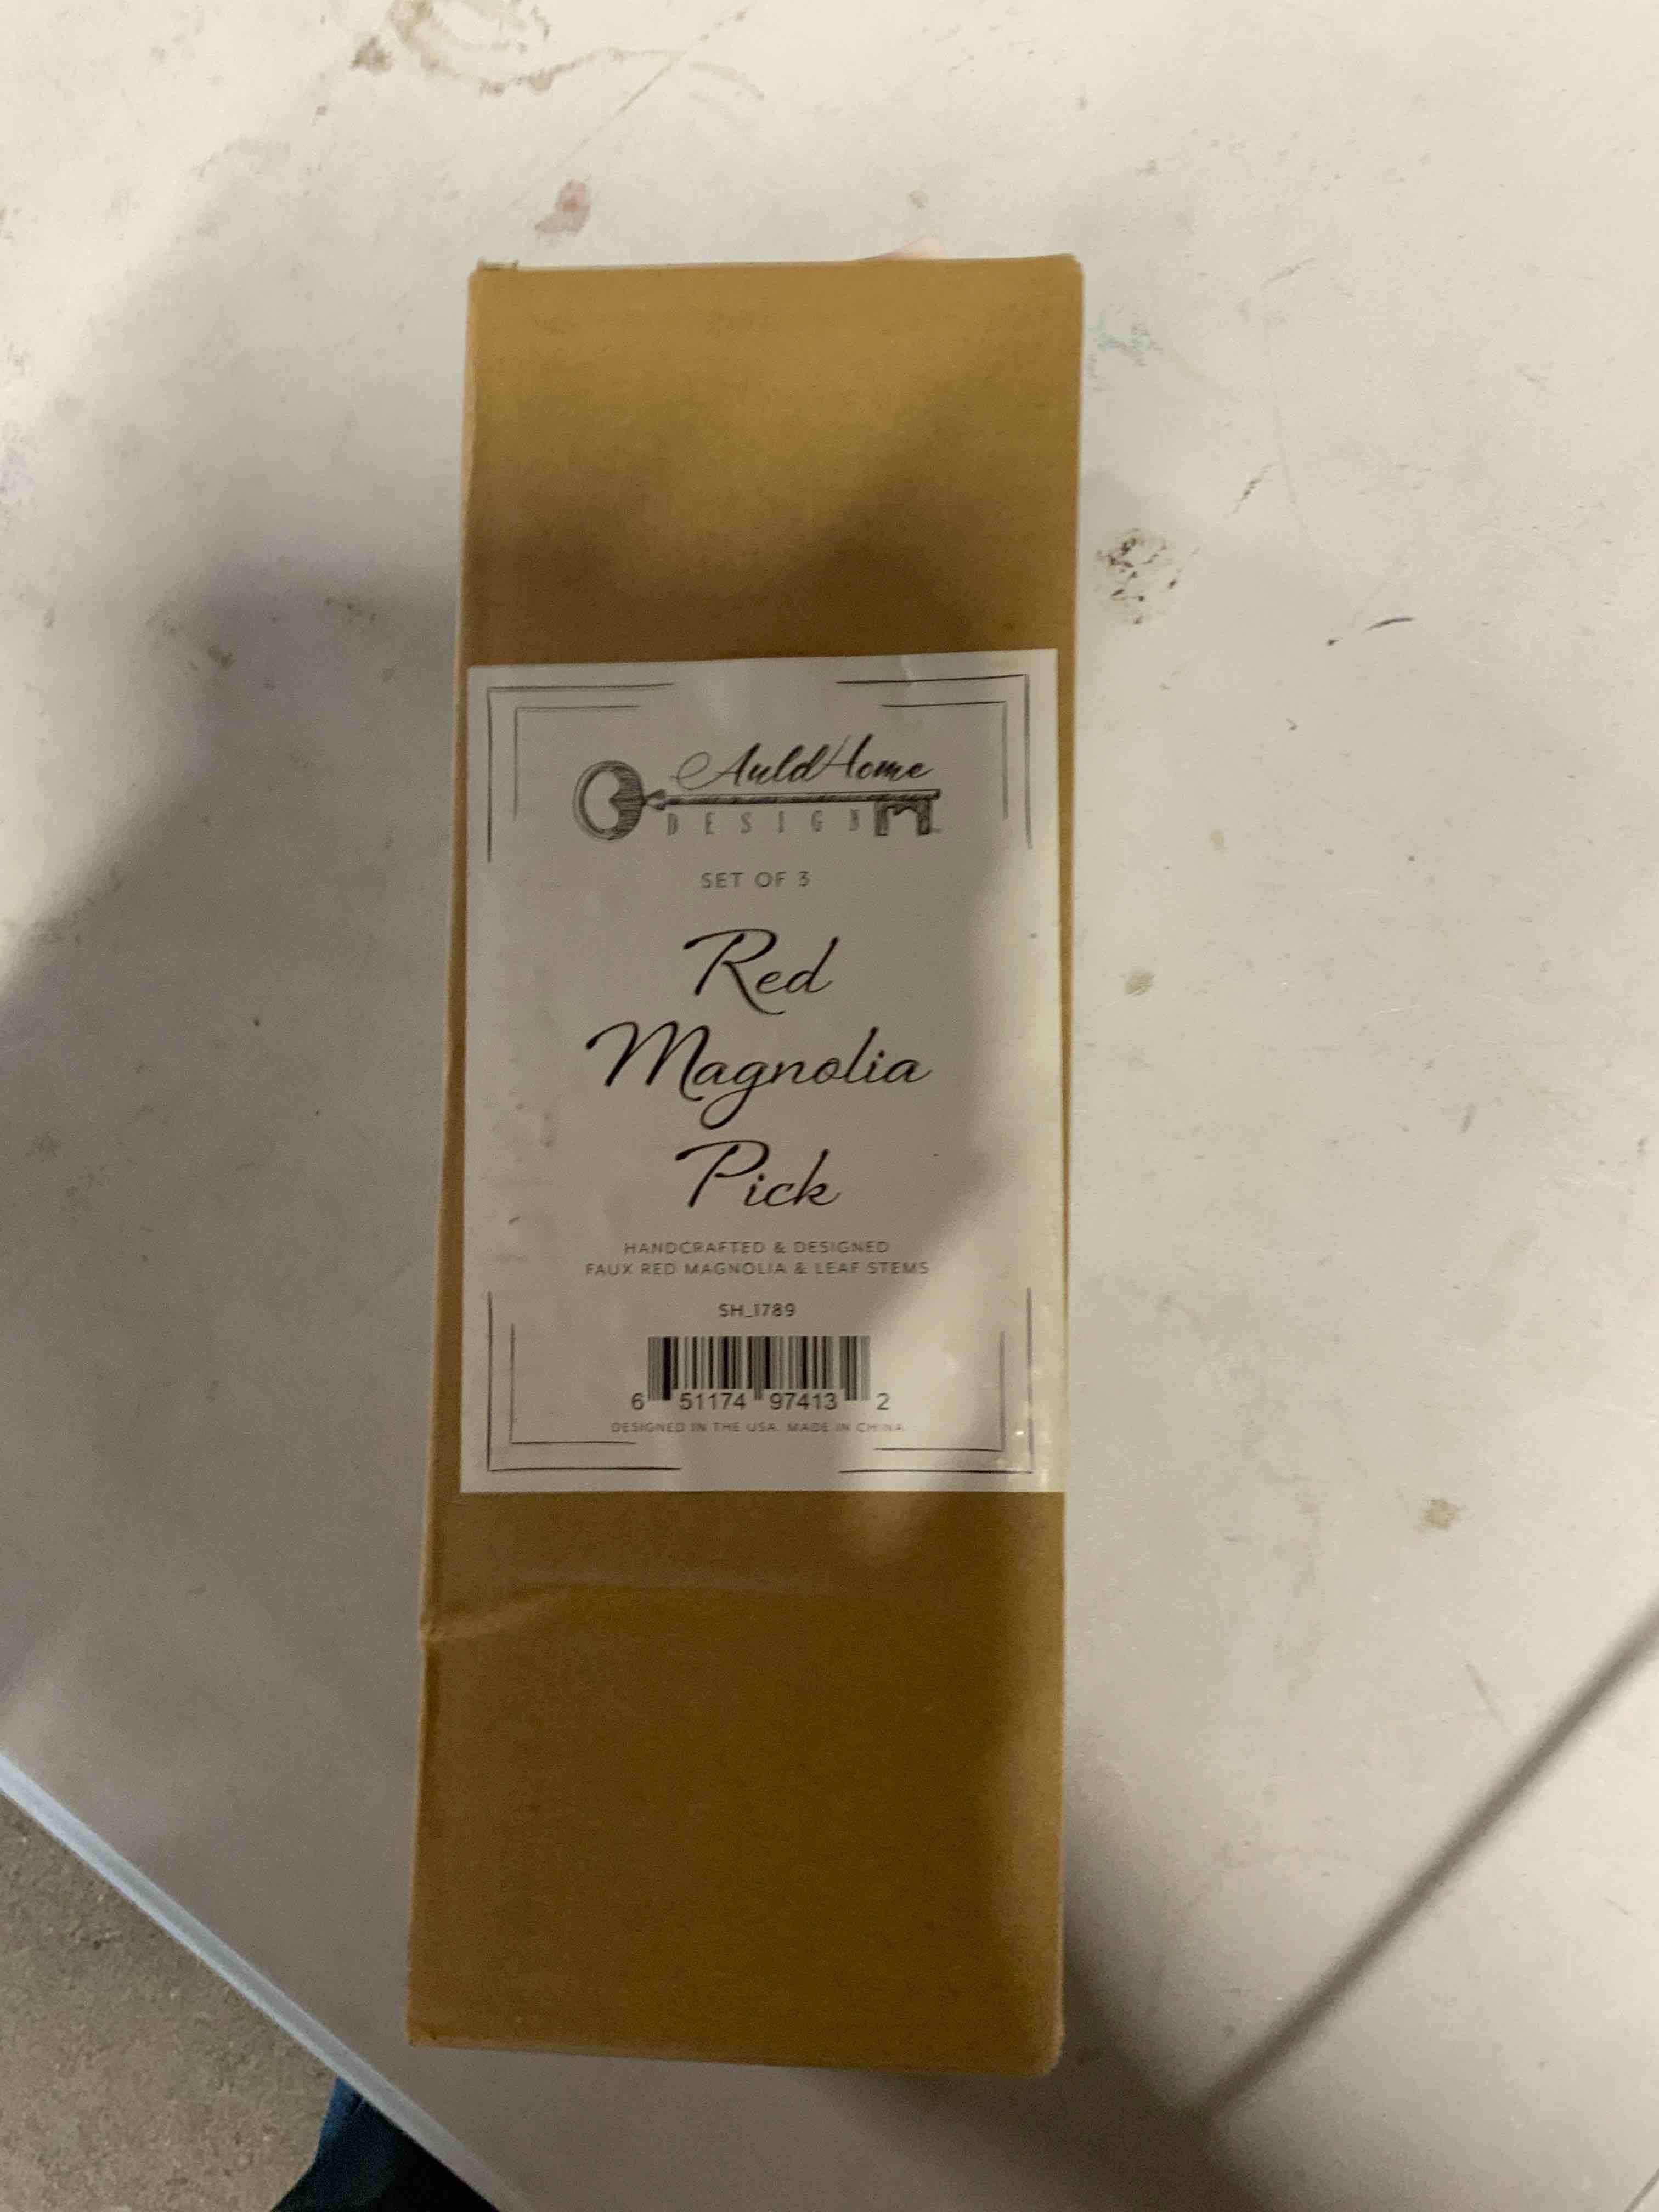 AuldHome
DESIGN
SET OF 3
Red
Magnolia
Pick
HANDCRAFTED & DESIGNED
FAUX RED MAGNOLIA & LEAF STEMS
SH_1789
6 51174 97413 2
DESIGNED IN THE USA. MADE IN CHINA